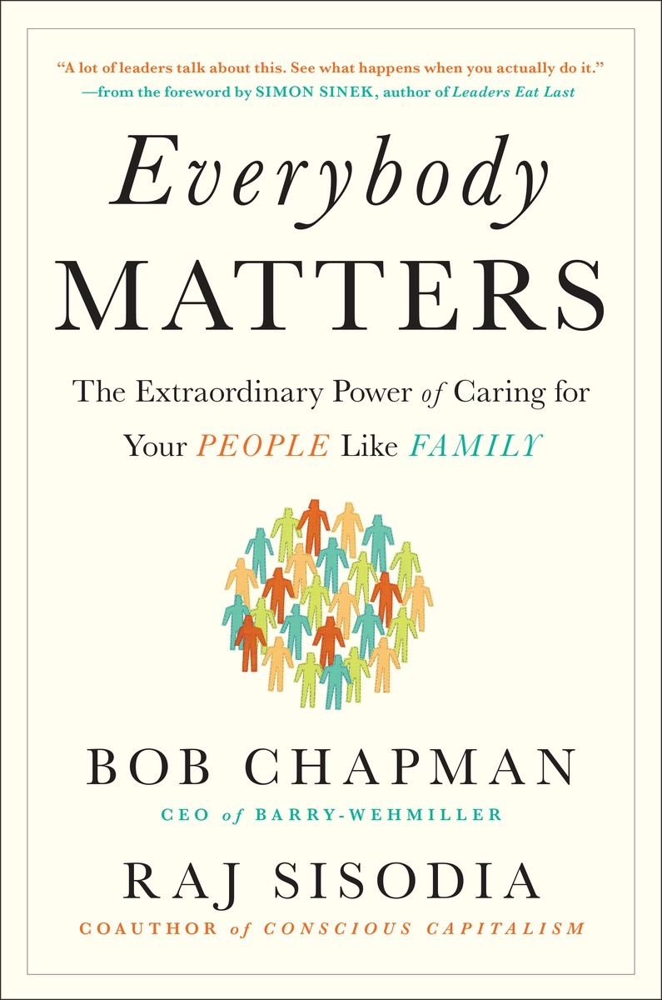 “A lot of leaders talk about this. See what happens when you actually do it.”
—from the foreword by SIMON SINEK, author of Leaders Eat Last
Everybody
MATTERS
The Extraordinary Power of Caring for
Your PEOPLE Like FAMILY
BOB CHAPMAN
CEO of BARRY-WEHMILLER
RAJ SISODIA
COAUTHOR of CONSCIOUS CAPITALISM